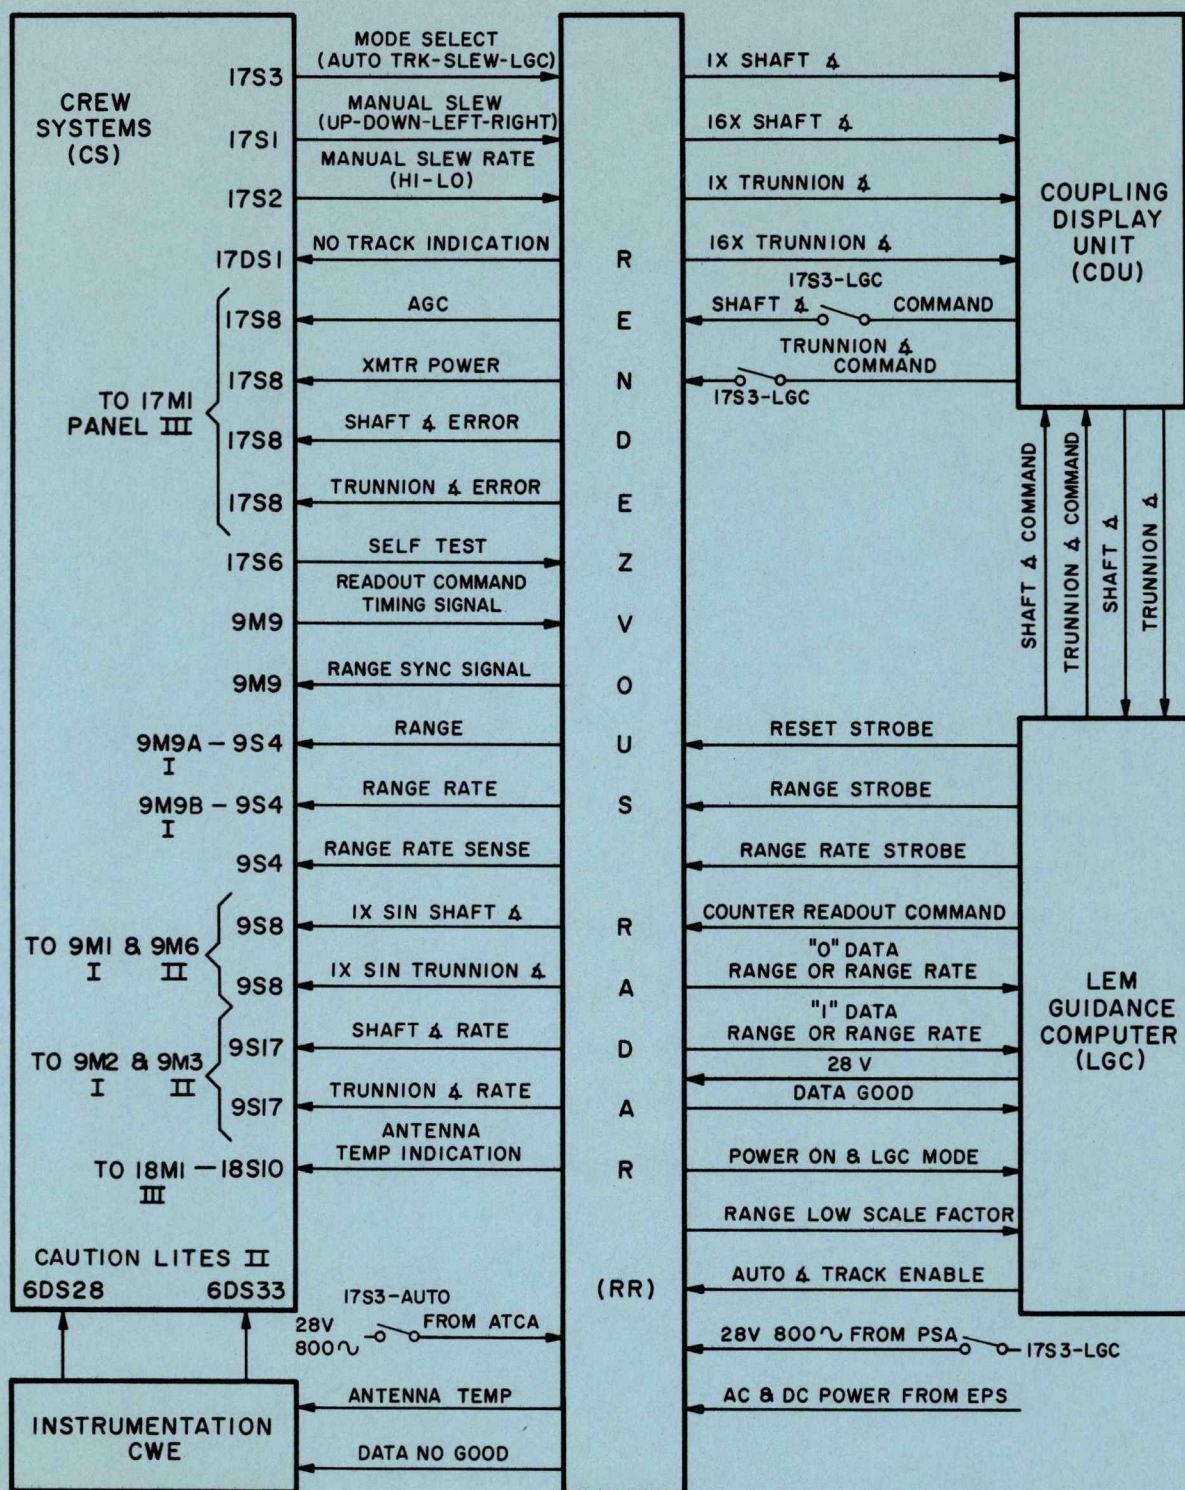 CREW
SYSTEMS
(CS)
17S3
MODE SELECT
(AUTO TRK-SLEW-LGC)
17S1
MANUAL SLEW
(UP-DOWN-LEFT-RIGHT)
17S2
MANUAL SLEW RATE
(HI-LO)
17DS1
NO TRACK INDICATION
TO 17M1
PANEL III
17S8
AGC
17S8
XMTR POWER
17S8
SHAFT ∡ ERROR
17S8
TRUNNION ∡ ERROR
17S6
SELF TEST
9M9
READOUT COMMAND
TIMING SIGNAL
9M9
RANGE SYNC SIGNAL
9M9A – 9S4
I
RANGE
9M9B – 9S4
I
RANGE RATE
9S4
RANGE RATE SENSE
TO 9M1 & 9M6
I II
9S8
1X SIN SHAFT ∡
9S8
1X SIN TRUNNION ∡
TO 9M2 & 9M3
I II
9S17
SHAFT ∡ RATE
9S17
TRUNNION ∡ RATE
TO 18M1 – 18S10
III
ANTENNA
TEMP INDICATION
CAUTION LITES II
6DS28 6DS33
17S3-AUTO
28V
800∿
FROM ATCA
INSTRUMENTATION
CWE
ANTENNA TEMP
DATA NO GOOD
RENDEZVOUS
RADAR
(RR)
1X SHAFT ∡
16X SHAFT ∡
1X TRUNNION ∡
16X TRUNNION ∡
17S3-LGC
SHAFT ∡ COMMAND
TRUNNION ∡
COMMAND
17S3-LGC
COUPLING
DISPLAY
UNIT
(CDU)
SHAFT ∡ COMMAND
TRUNNION ∡ COMMAND
SHAFT ∡
TRUNNION ∡
RESET STROBE
RANGE STROBE
RANGE RATE STROBE
COUNTER READOUT COMMAND
"0" DATA
RANGE OR RANGE RATE
"1" DATA
RANGE OR RANGE RATE
28 V
DATA GOOD
POWER ON & LGC MODE
RANGE LOW SCALE FACTOR
AUTO ∡ TRACK ENABLE
28V 800∿ FROM PSA
17S3-LGC
AC & DC POWER FROM EPS
LEM
GUIDANCE
COMPUTER
(LGC)